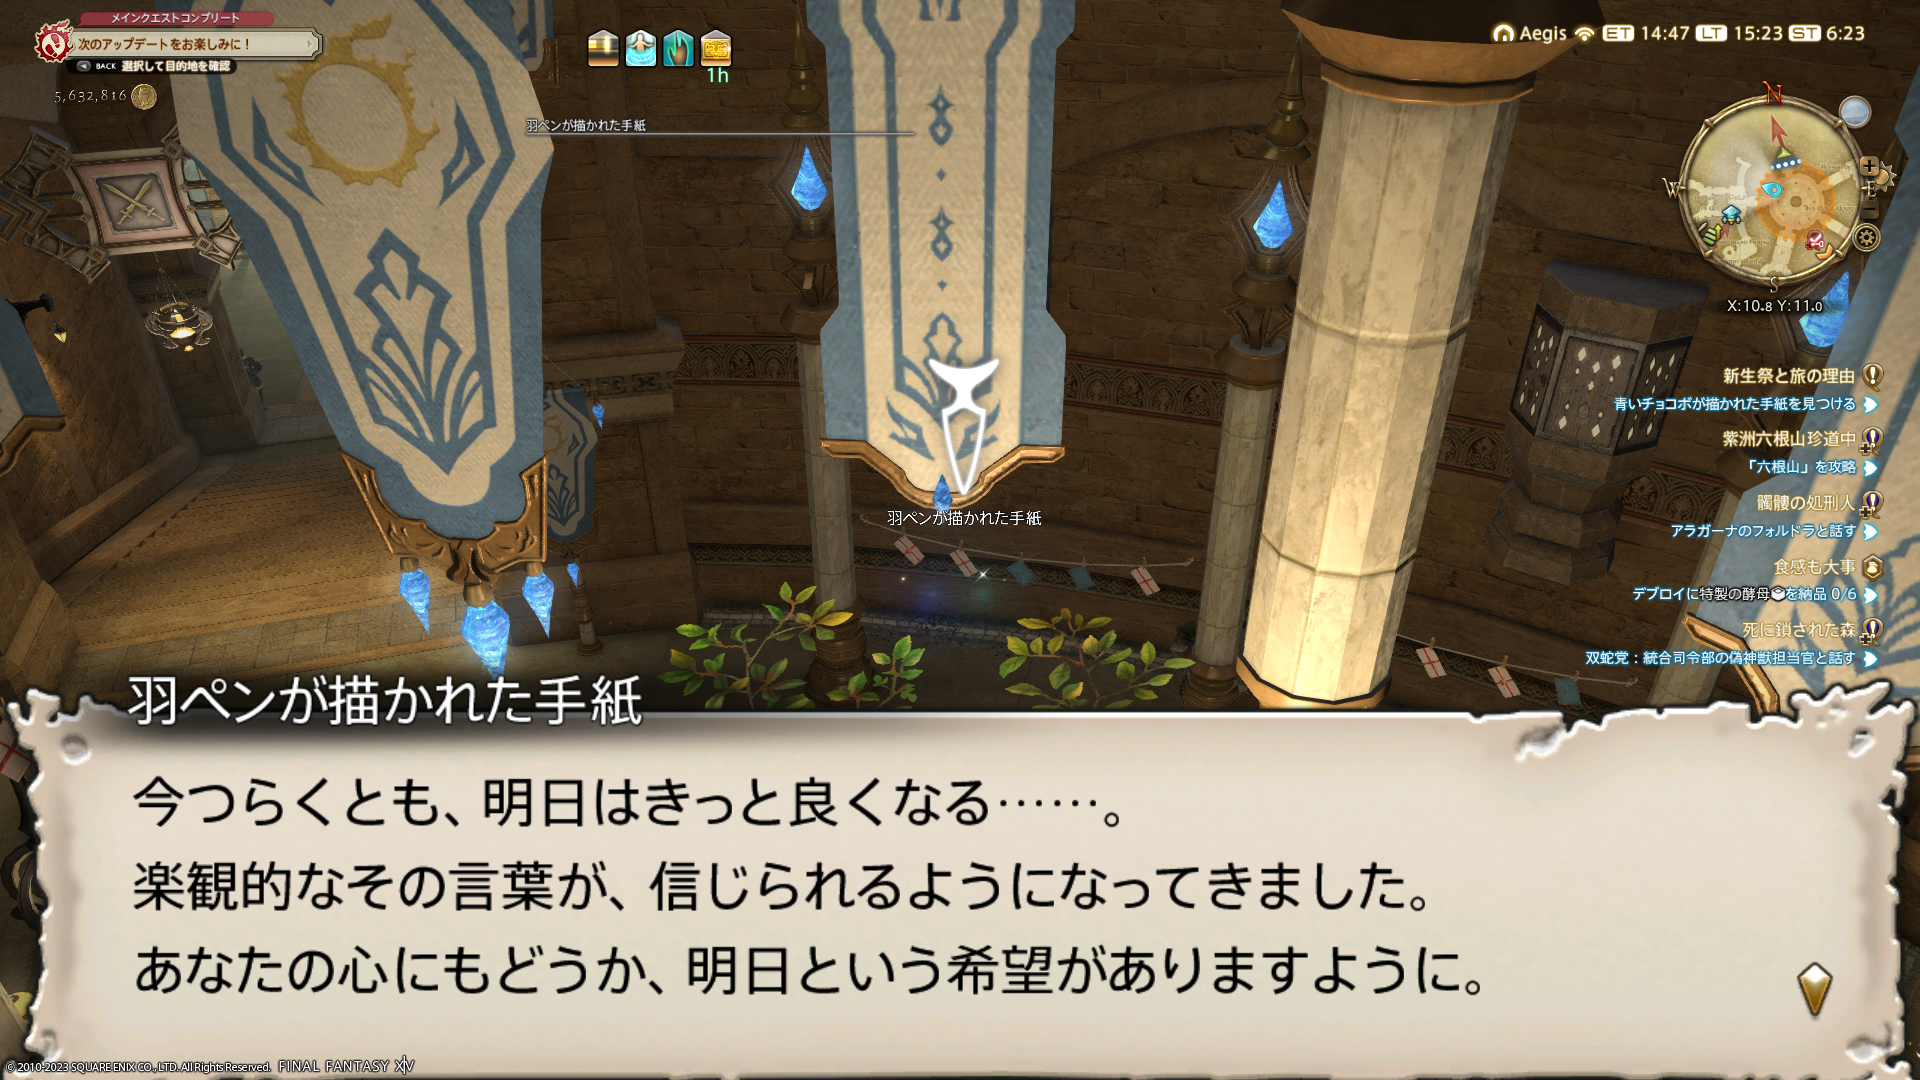 メインクエストコンプリート
次のアップデートをお楽しみに！
BACK 選択して目的地を確認
5,632,816
1h
羽ペンが描かれた手紙
Aegis ET 14:47 LT 15:23 ST 6:23
N
W
E
S
X:10.8 Y:11.0
新生祭と旅の理由
青いチョコボが描かれた手紙を見つける
紫洲六根山珍道中
「六根山」を攻略
髑髏の処刑人
アラガーナのフォルドラと話す
食感も大事
デブロイに特製の酵母を納品 0/6
死に鎖された森
双蛇党：統合司令部の偽神獣担当官と話す
羽ペンが描かれた手紙
羽ペンが描かれた手紙
今つらくとも、明日はきっと良くなる……。
楽観的なその言葉が、信じられるようになってきました。
あなたの心にもどうか、明日という希望がありますように。
© 2010-2023 SQUARE ENIX CO., LTD. All Rights Reserved. FINAL FANTASY XIV